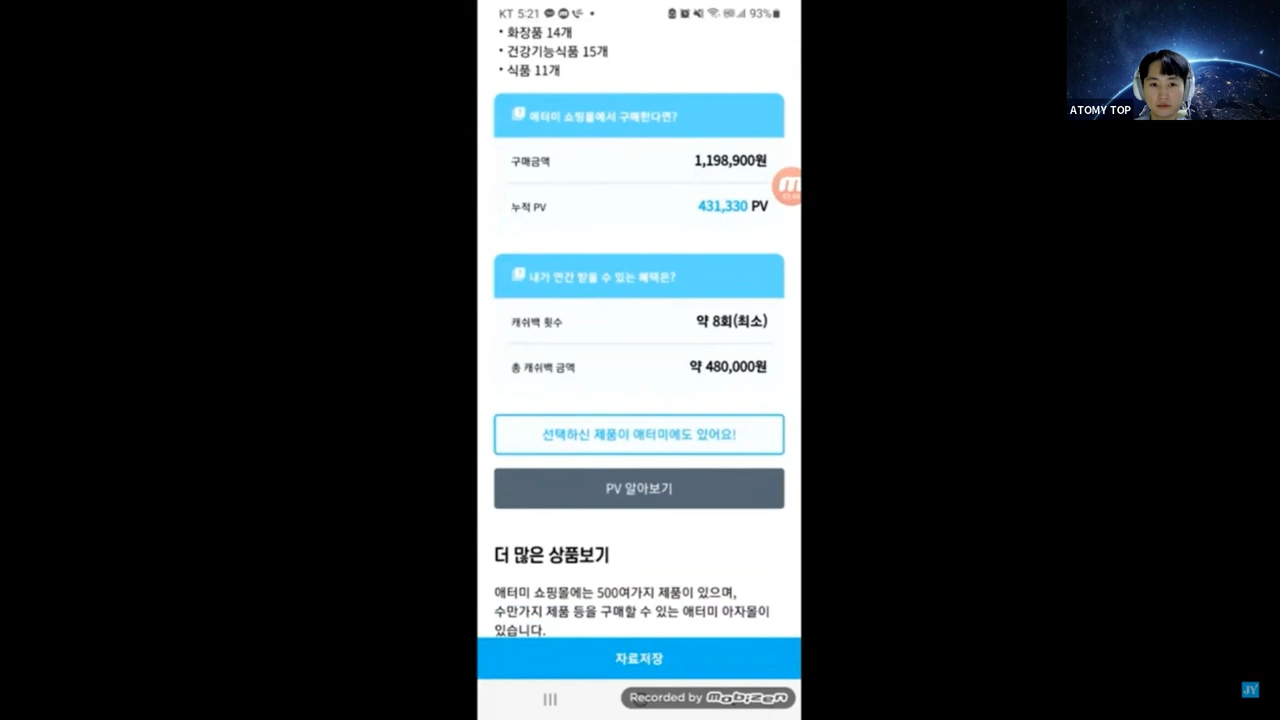 KT 5:21
93%
• 화장품 14개
• 건강기능식품 15개
• 식품 11개
애터미 쇼핑몰에서 구매한다면?
구매금액 1,198,900원
누적 PV 431,330 PV
내가 연간 받을 수 있는 혜택은?
캐쉬백 횟수 약 8회(최소)
총 캐쉬백 금액 약 480,000원
선택하신 제품이 애터미에도 있어요!
PV 알아보기
더 많은 상품보기
애터미 쇼핑몰에는 500여가지 제품이 있으며,
수만가지 제품 등을 구매할 수 있는 애터미 아자몰이
있습니다.
자료저장
Recorded by mobizen
ATOMY TOP
JY